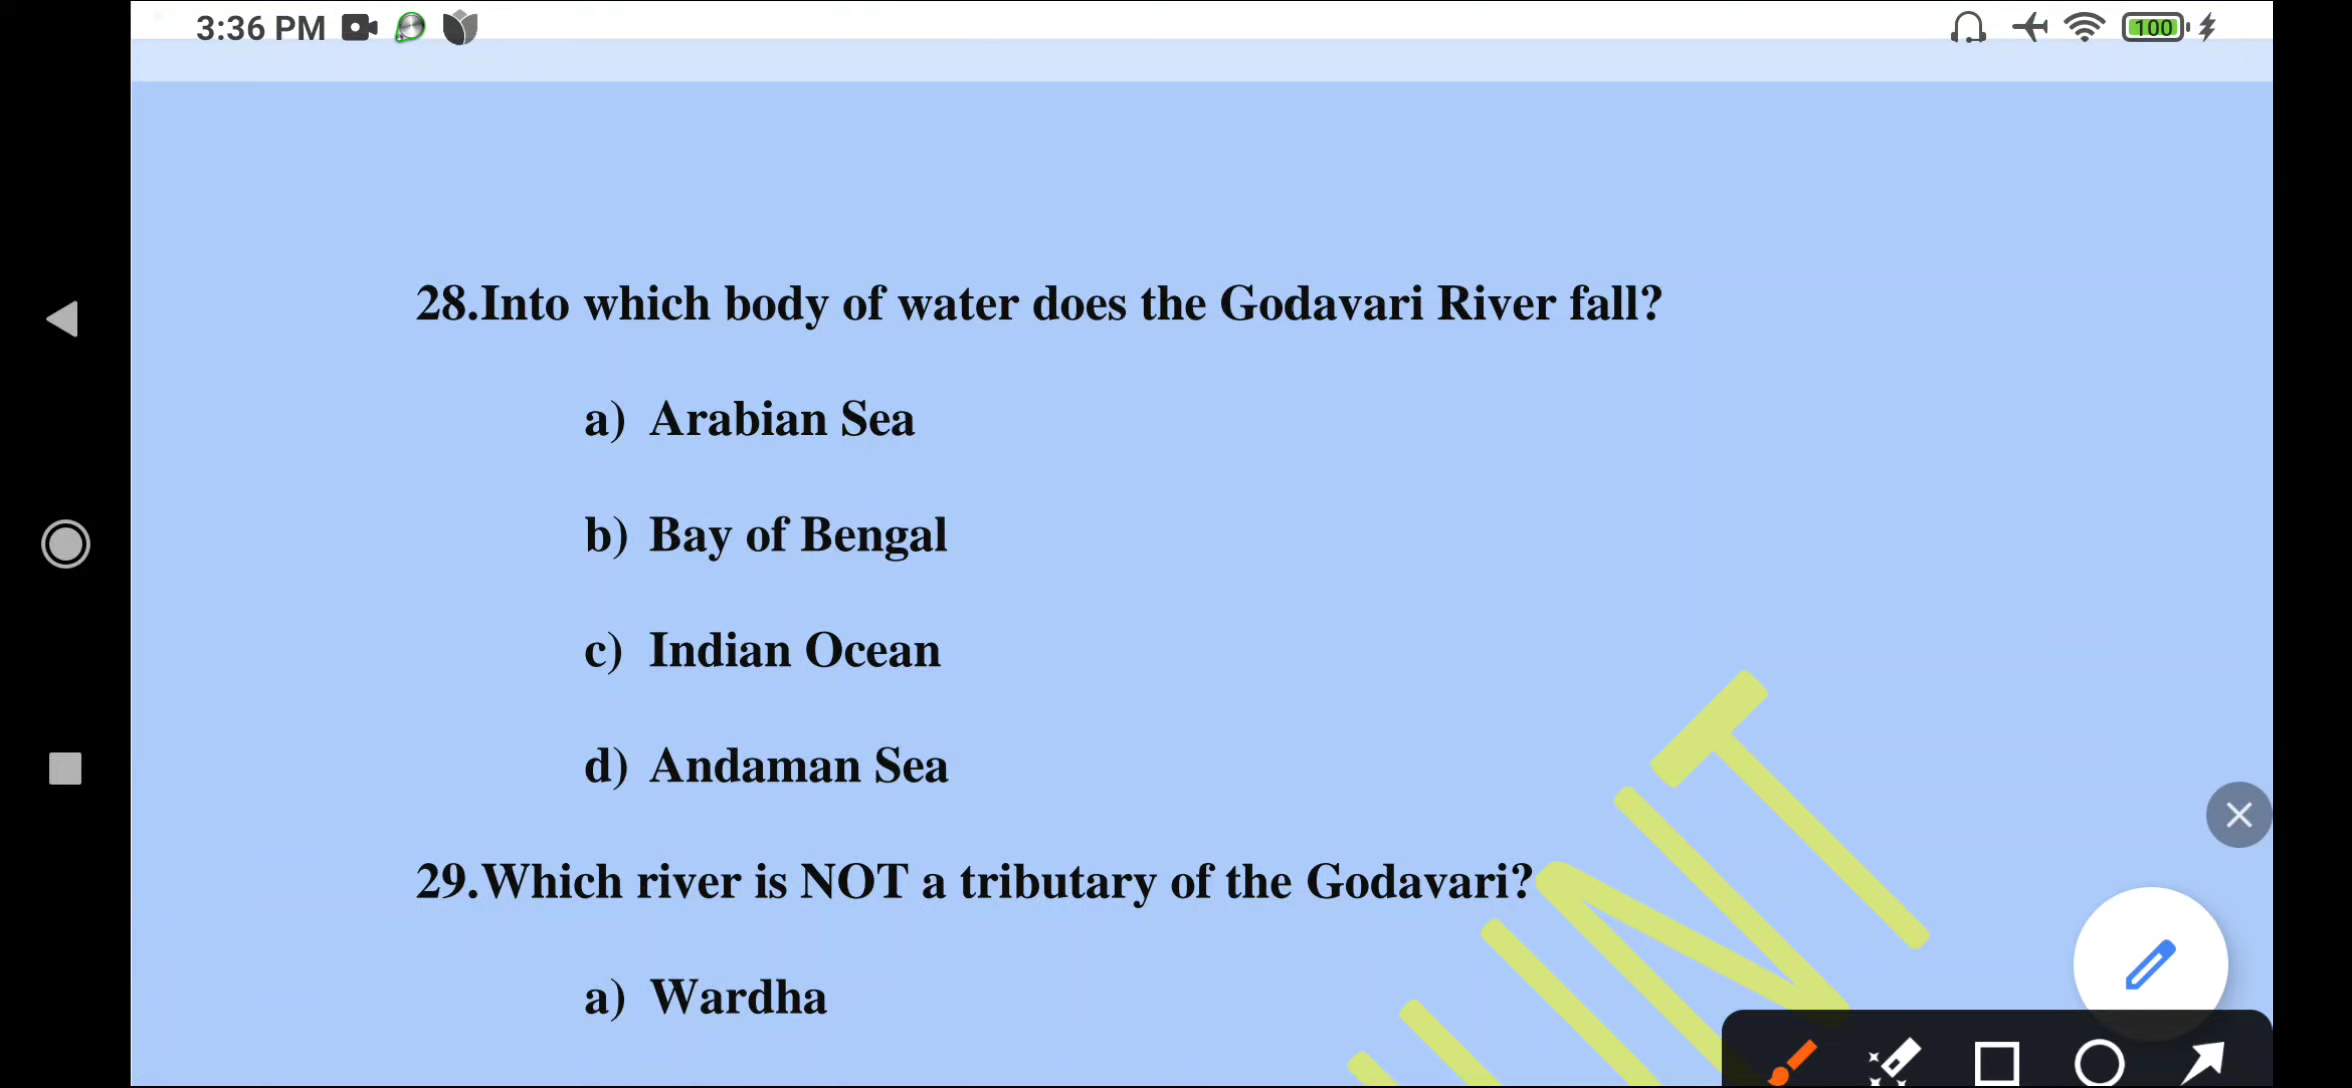 3:36 PM
100
28.Into which body of water does the Godavari River fall?
a) Arabian Sea
b) Bay of Bengal
c) Indian Ocean
d) Andaman Sea
29.Which river is NOT a tributary of the Godavari?
a) Wardha